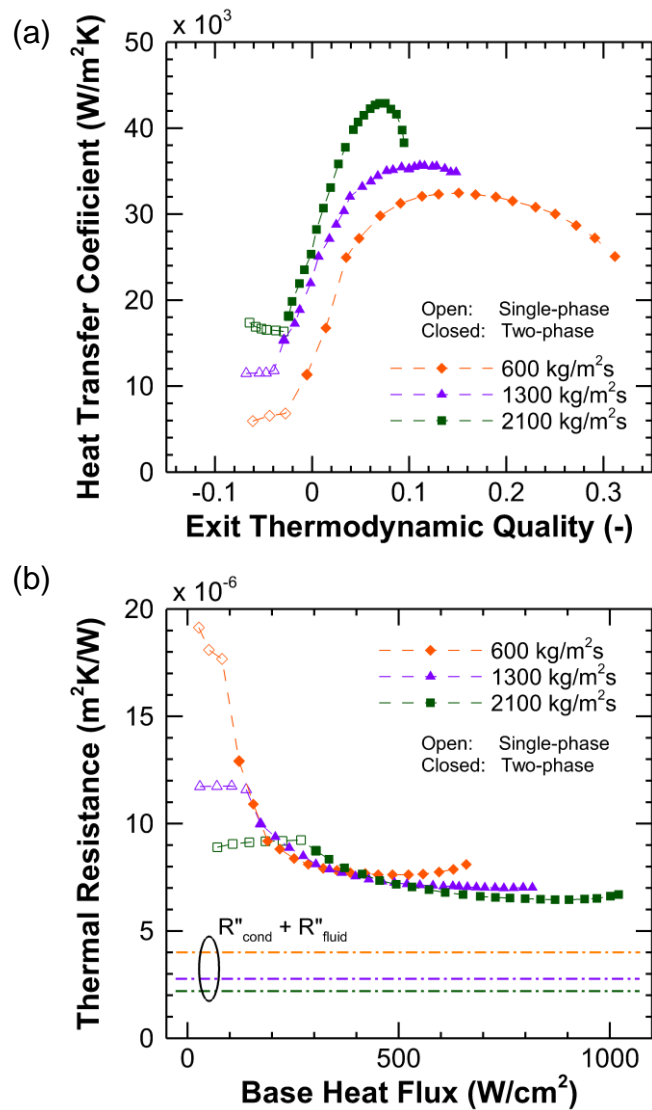 (a)
x 10³
50
40
30
20
10
0
Heat Transfer Coefiicient (W/m²K)
Open: Single-phase
Closed: Two-phase
600 kg/m²s
1300 kg/m²s
2100 kg/m²s
-0.1 0 0.1 0.2 0.3
Exit Thermodynamic Quality (-)
(b)
x 10⁻⁶
20
15
10
5
0
Thermal Resistance (m²K/W)
600 kg/m²s
1300 kg/m²s
2100 kg/m²s
Open: Single-phase
Closed: Two-phase
R"cond + R"fluid
0 500 1000
Base Heat Flux (W/cm²)